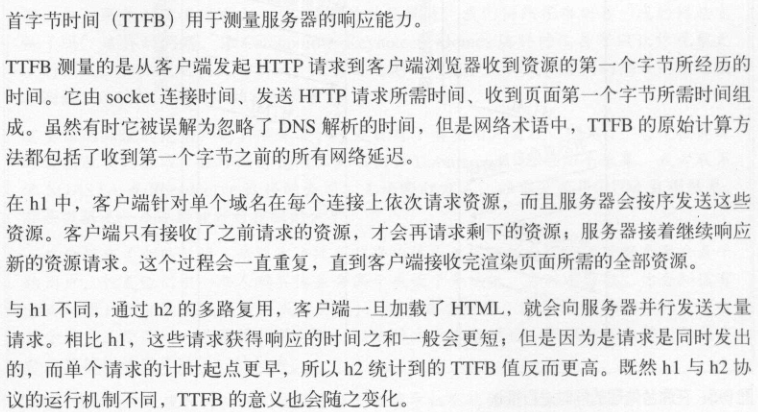 首字节时间（TTFB）用于测量服务器的响应能力。
TTFB 测量的是从客户端发起 HTTP 请求到客户端浏览器收到资源的第一个字节所经历的
时间。它由 socket 连接时间、发送 HTTP 请求所需时间、收到页面第一个字节所需时间组
成。虽然有时它被误解为忽略了 DNS 解析的时间，但是网络术语中，TTFB 的原始计算方
法都包括了收到第一个字节之前的所有网络延迟。
在 h1 中，客户端针对单个域名在每个连接上依次请求资源，而且服务器会按序发送这些
资源。客户端只有接收了之前请求的资源，才会再请求剩下的资源；服务器接着继续响应
新的资源请求。这个过程会一直重复，直到客户端接收完渲染页面所需的全部资源。
与 h1 不同，通过 h2 的多路复用，客户端一旦加载了 HTML，就会向服务器并行发送大量
请求。相比 h1，这些请求获得响应的时间之和一般会更短；但是因为是请求是同时发出
的，而单个请求的计时起点更早，所以 h2 统计到的 TTFB 值反而更高。既然 h1 与 h2 协
议的运行机制不同，TTFB 的意义也会随之变化。